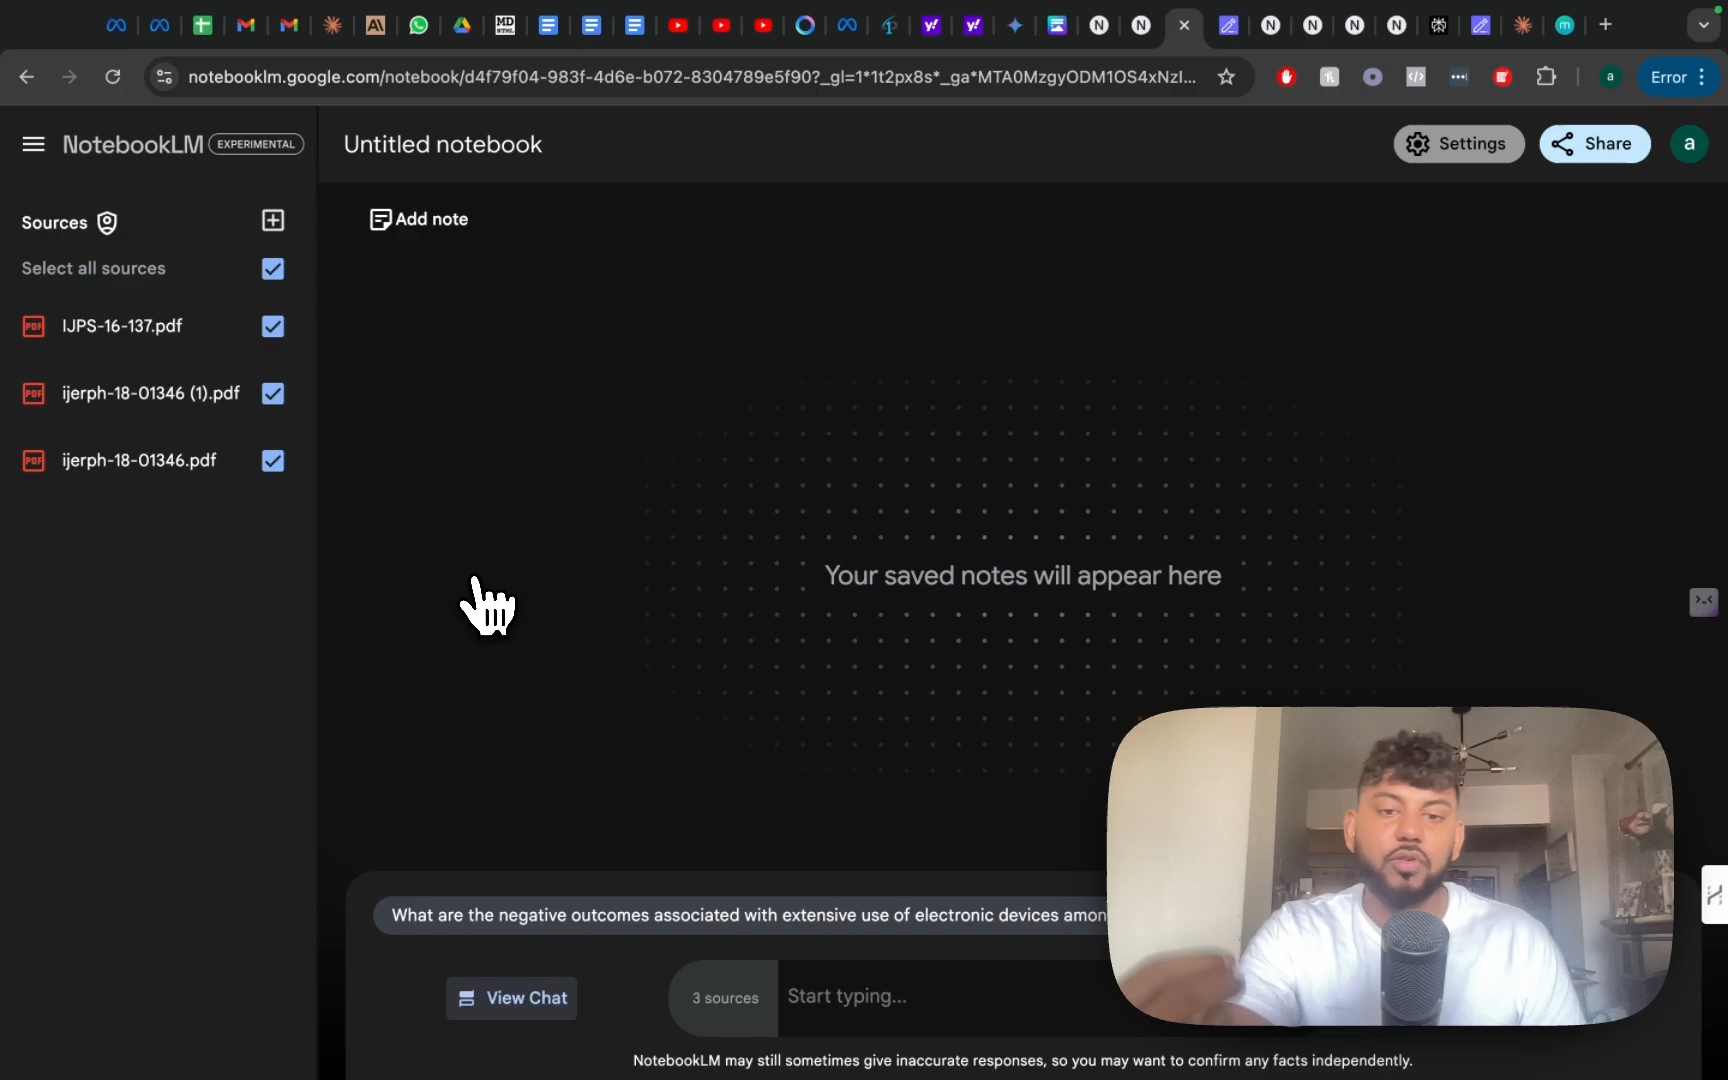 notebooklm.google.com/notebook/d4f79f04-983f-4d6e-b072-8304789e5f90?_gl=1*1t2px8s*_ga*MTA0MzgyODM1OS4xNzI...
a
Error
NotebookLM
EXPERIMENTAL
Untitled notebook
Settings
Share
a
Sources
Add note
Select all sources
PDF
IJPS-16-137.pdf
PDF
ijerph-18-01346 (1).pdf
PDF
ijerph-18-01346.pdf
Your saved notes will appear here
What are the negative outcomes associated with extensive use of electronic devices amon
View Chat
3 sources
Start typing...
NotebookLM may still sometimes give inaccurate responses, so you may want to confirm any facts independently.